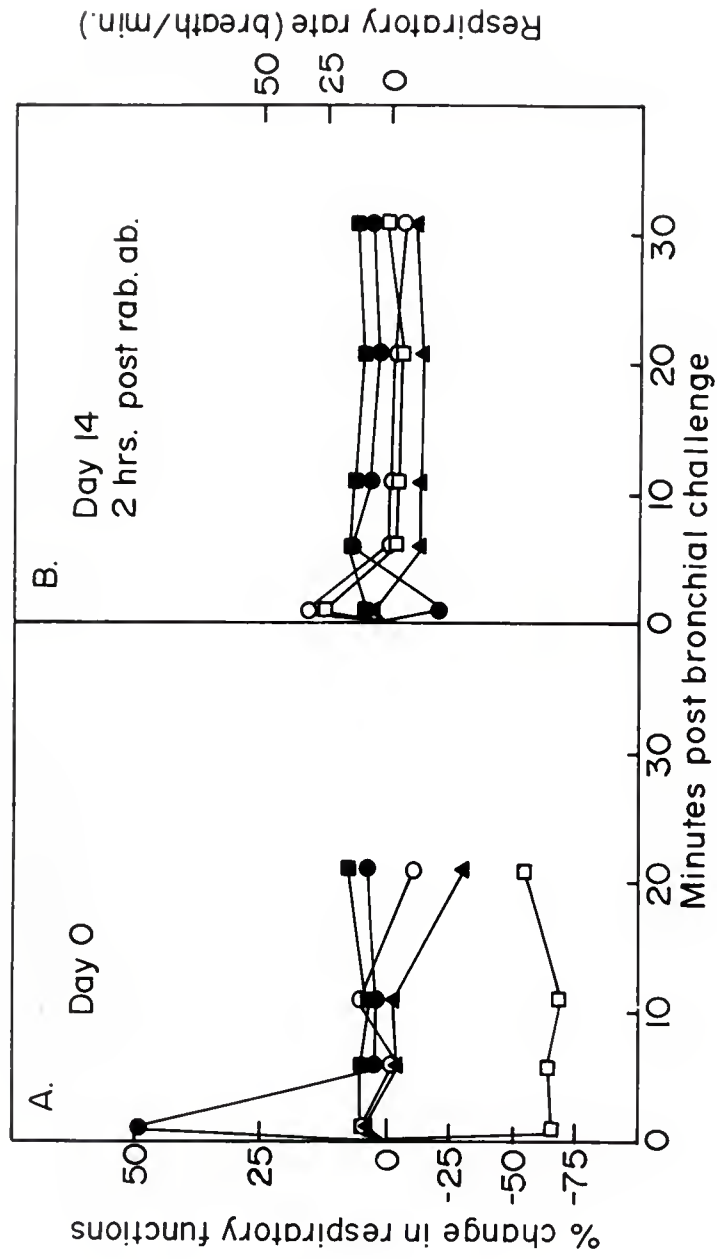 A.
Day 0
B.
Day 14
2 hrs. post rab. ab.
% change in respiratory functions
50
25
0
-25
-50
-75
0
10
20
30
0
10
20
30
Minutes post bronchial challenge
50
25
0
Respiratory rate (breath/min.)